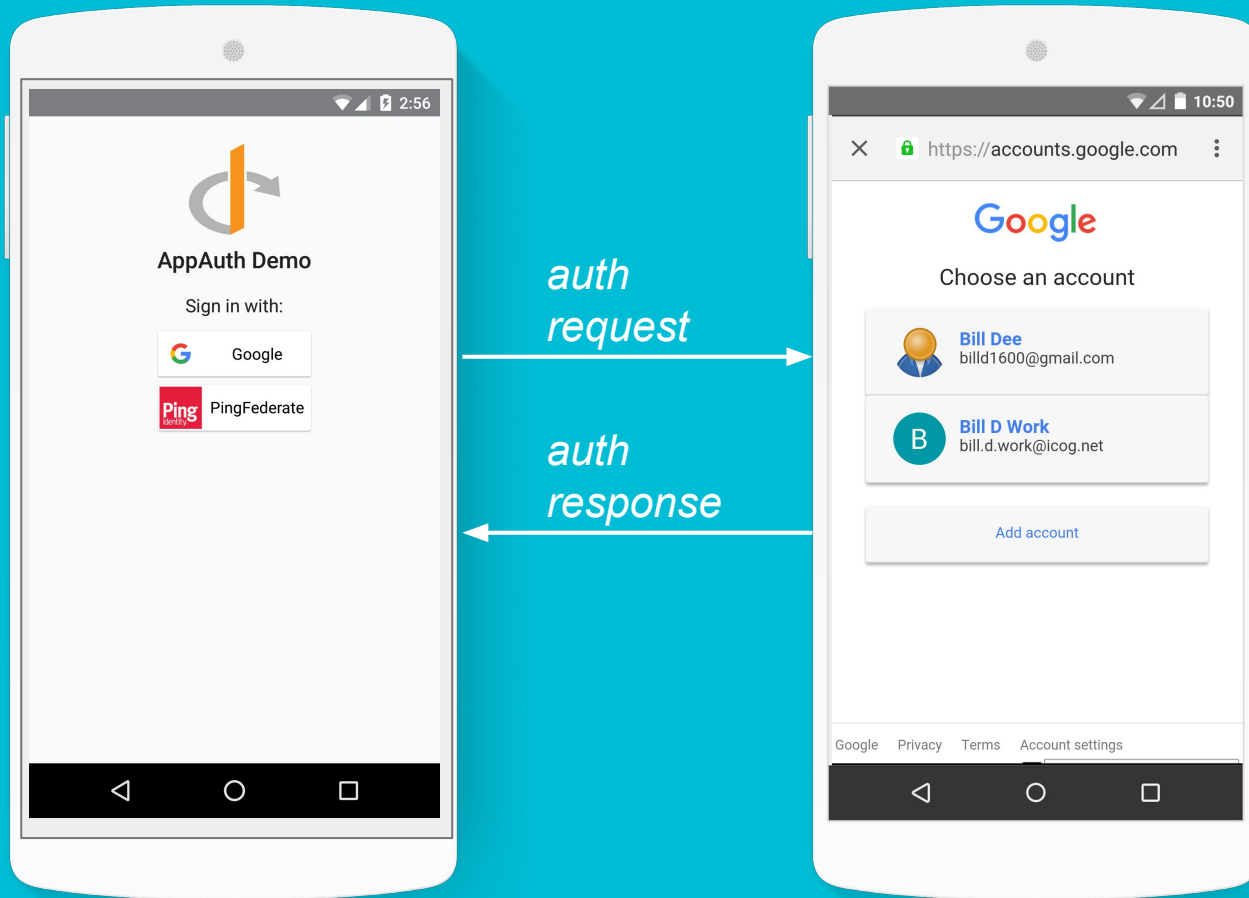 2:56
AppAuth Demo
Sign in with:
G Google
Ping
Identity.
PingFederate
auth
request
auth
response
10:50
https://accounts.google.com
Google
Choose an account
Bill Dee
billd1600@gmail.com
B
Bill D Work
bill.d.work@icog.net
Add account
Google Privacy Terms Account settings